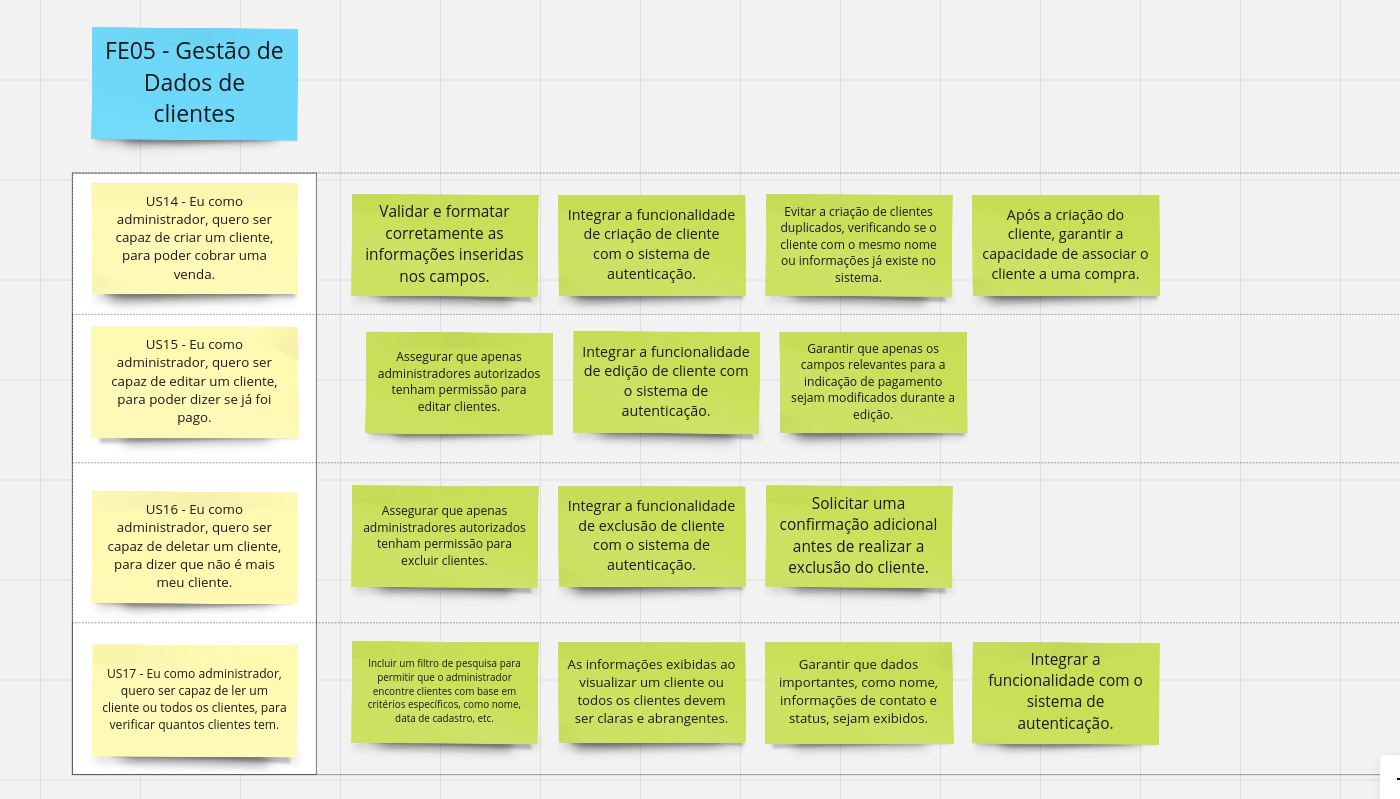 FE05 - Gestão de
Dados de
clientes
US14 - Eu como
administrador, quero ser
capaz de criar um cliente,
para poder cobrar uma
venda.
Validar e formatar
corretamente as
informações inseridas
nos campos.
Integrar a funcionalidade
de criação de cliente
com o sistema de
autenticação.
Evitar a criação de clientes
duplicados, verificando se o
cliente com o mesmo nome
ou informações já existe no
sistema.
Após a criação do
cliente, garantir a
capacidade de associar o
cliente a uma compra.
US15 - Eu como
administrador, quero ser
capaz de editar um cliente,
para poder dizer se já foi
pago.
Assegurar que apenas
administradores autorizados
tenham permissão para
editar clientes.
Integrar a funcionalidade
de edição de cliente com
o sistema de
autenticação.
Garantir que apenas os
campos relevantes para a
indicação de pagamento
sejam modificados durante a
edição.
US16 - Eu como
administrador, quero ser
capaz de deletar um cliente,
para dizer que não é mais
meu cliente.
Assegurar que apenas
administradores autorizados
tenham permissão para
excluir clientes.
Integrar a funcionalidade
de exclusão de cliente
com o sistema de
autenticação.
Solicitar uma
confirmação adicional
antes de realizar a
exclusão do cliente.
US17 - Eu como administrador,
quero ser capaz de ler um
cliente ou todos os clientes, para
verificar quantos clientes tem.
Incluir um filtro de pesquisa para
permitir que o administrador
encontre clientes com base em
critérios específicos, como nome,
data de cadastro, etc.
As informações exibidas ao
visualizar um cliente ou
todos os clientes devem
ser claras e abrangentes.
Garantir que dados
importantes, como nome,
informações de contato e
status, sejam exibidos.
Integrar a
funcionalidade com o
sistema de
autenticação.